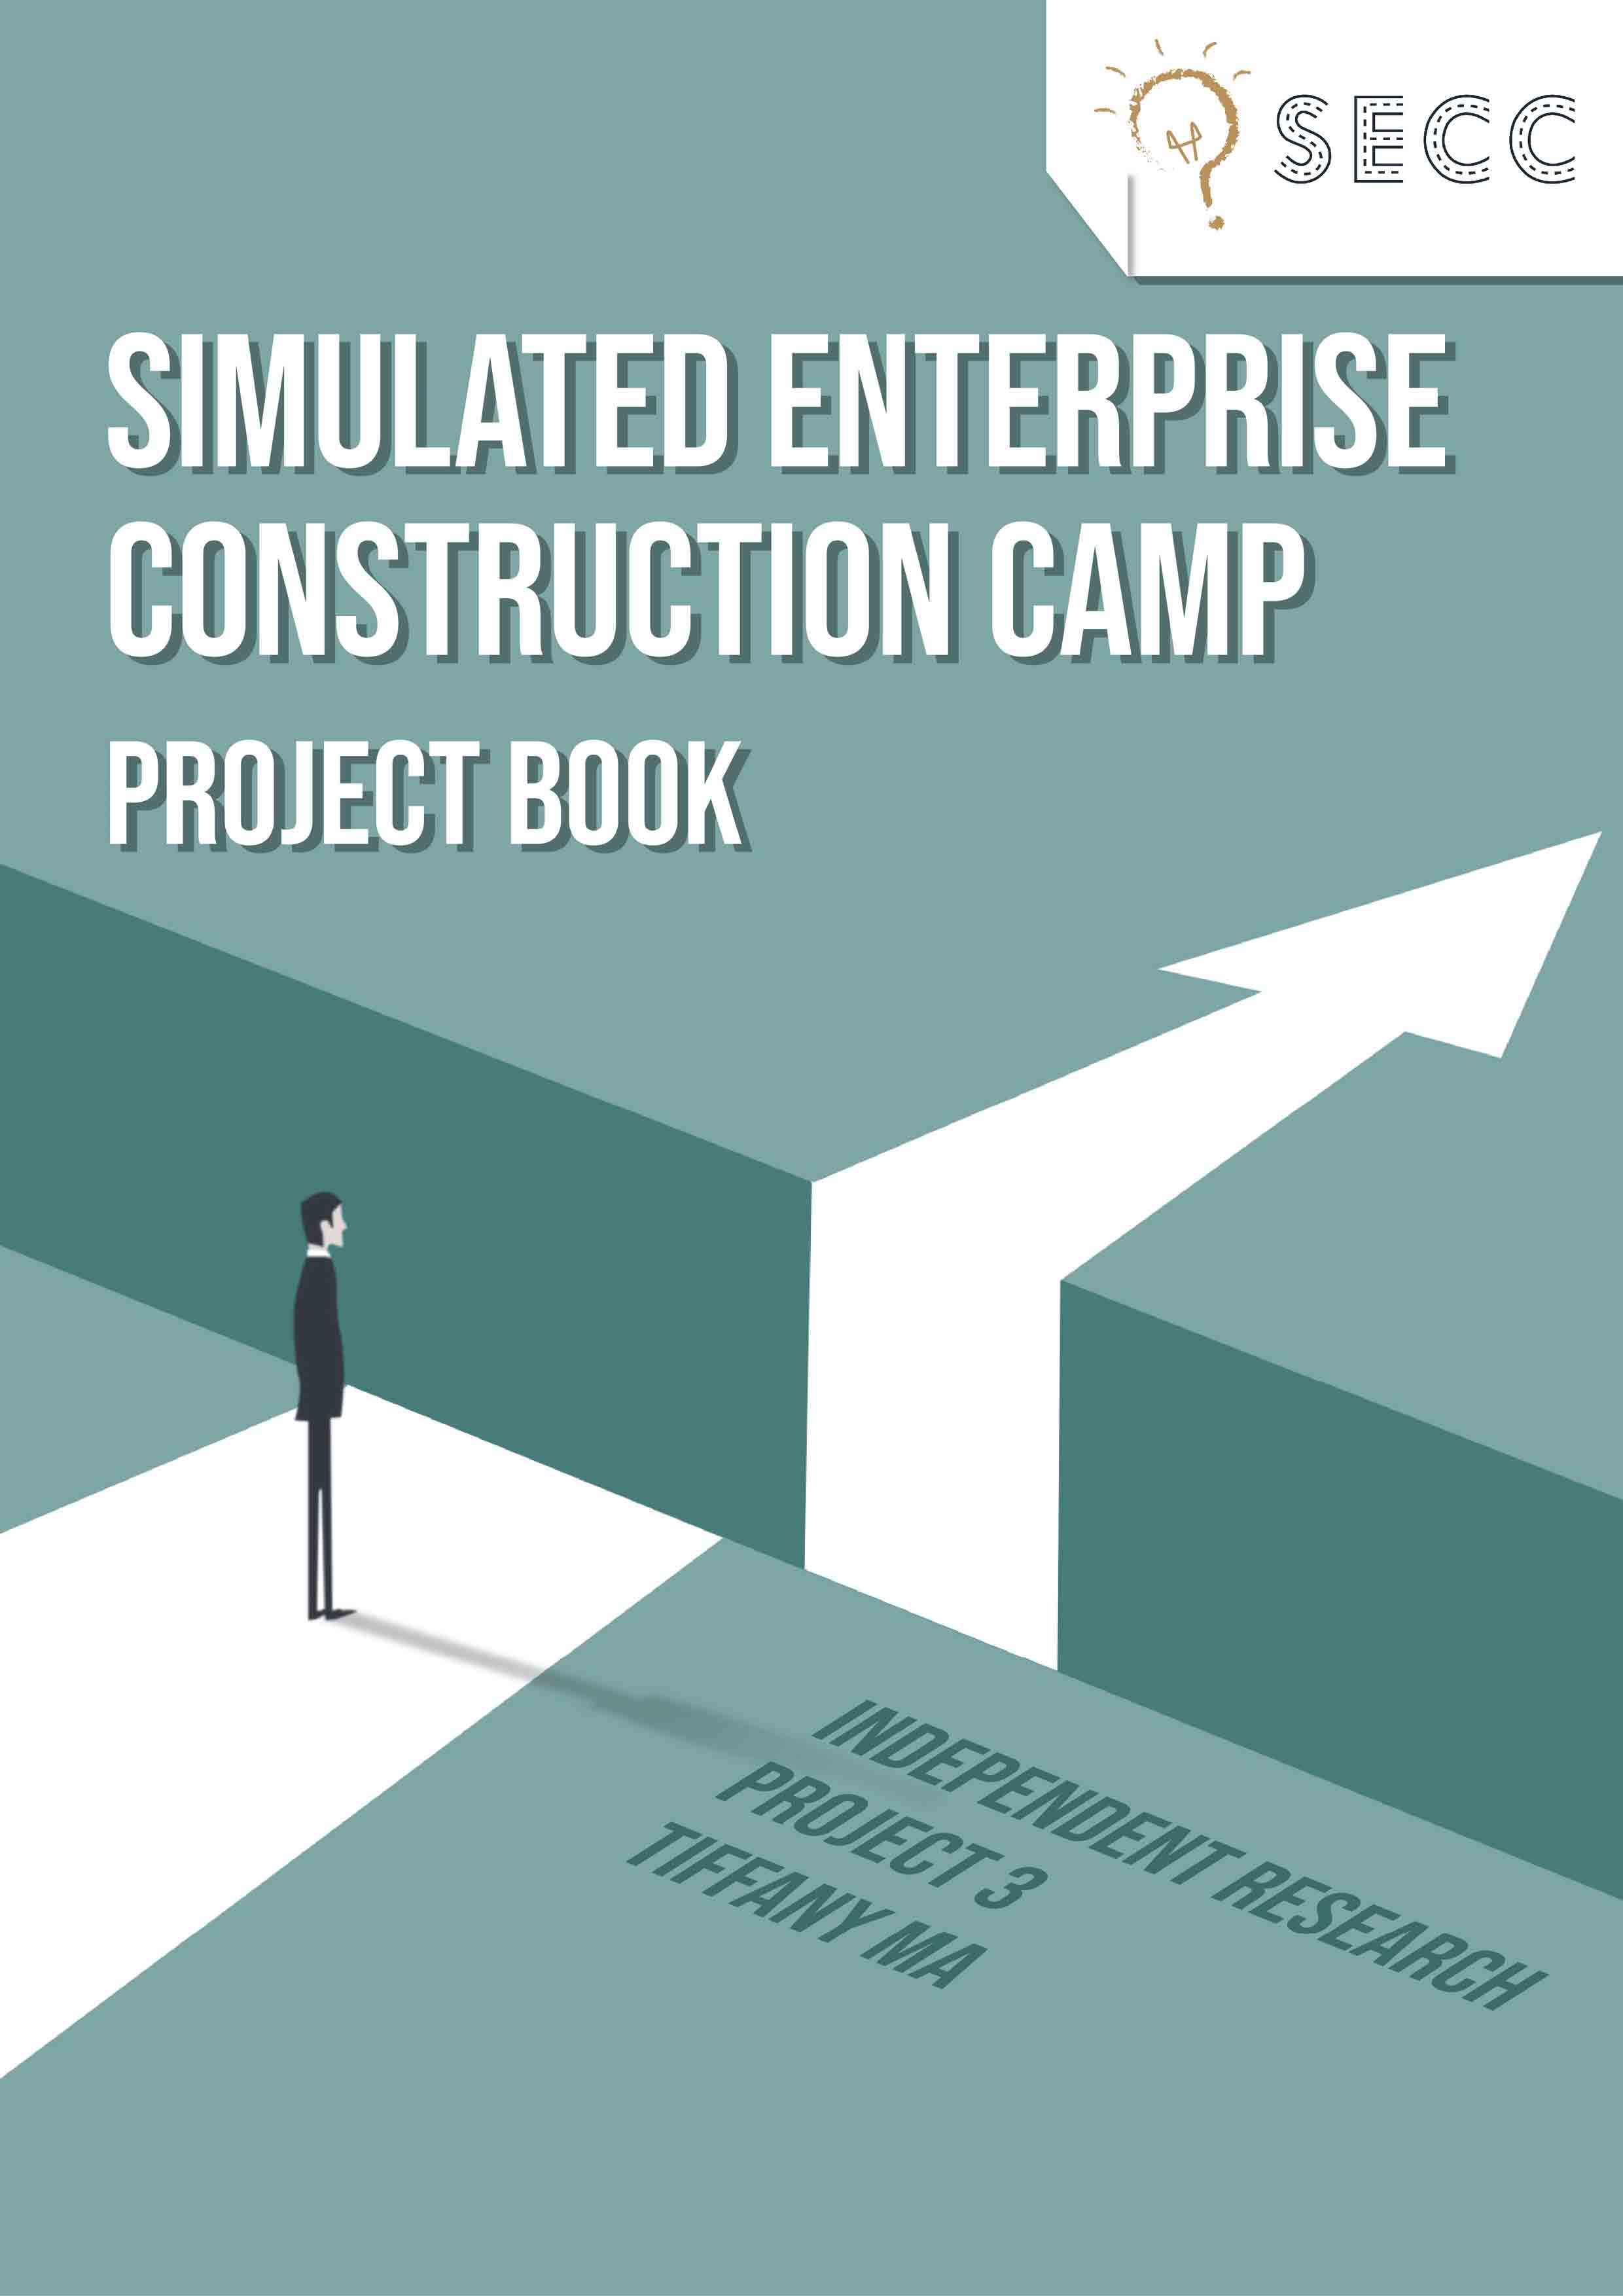 SECC
SIMULATED ENTERPRISE
CONSTRUCTION CAMP
PROJECT BOOK
INDEPENDENT RESEARCH
PROJECT 3
TIFFANY MA